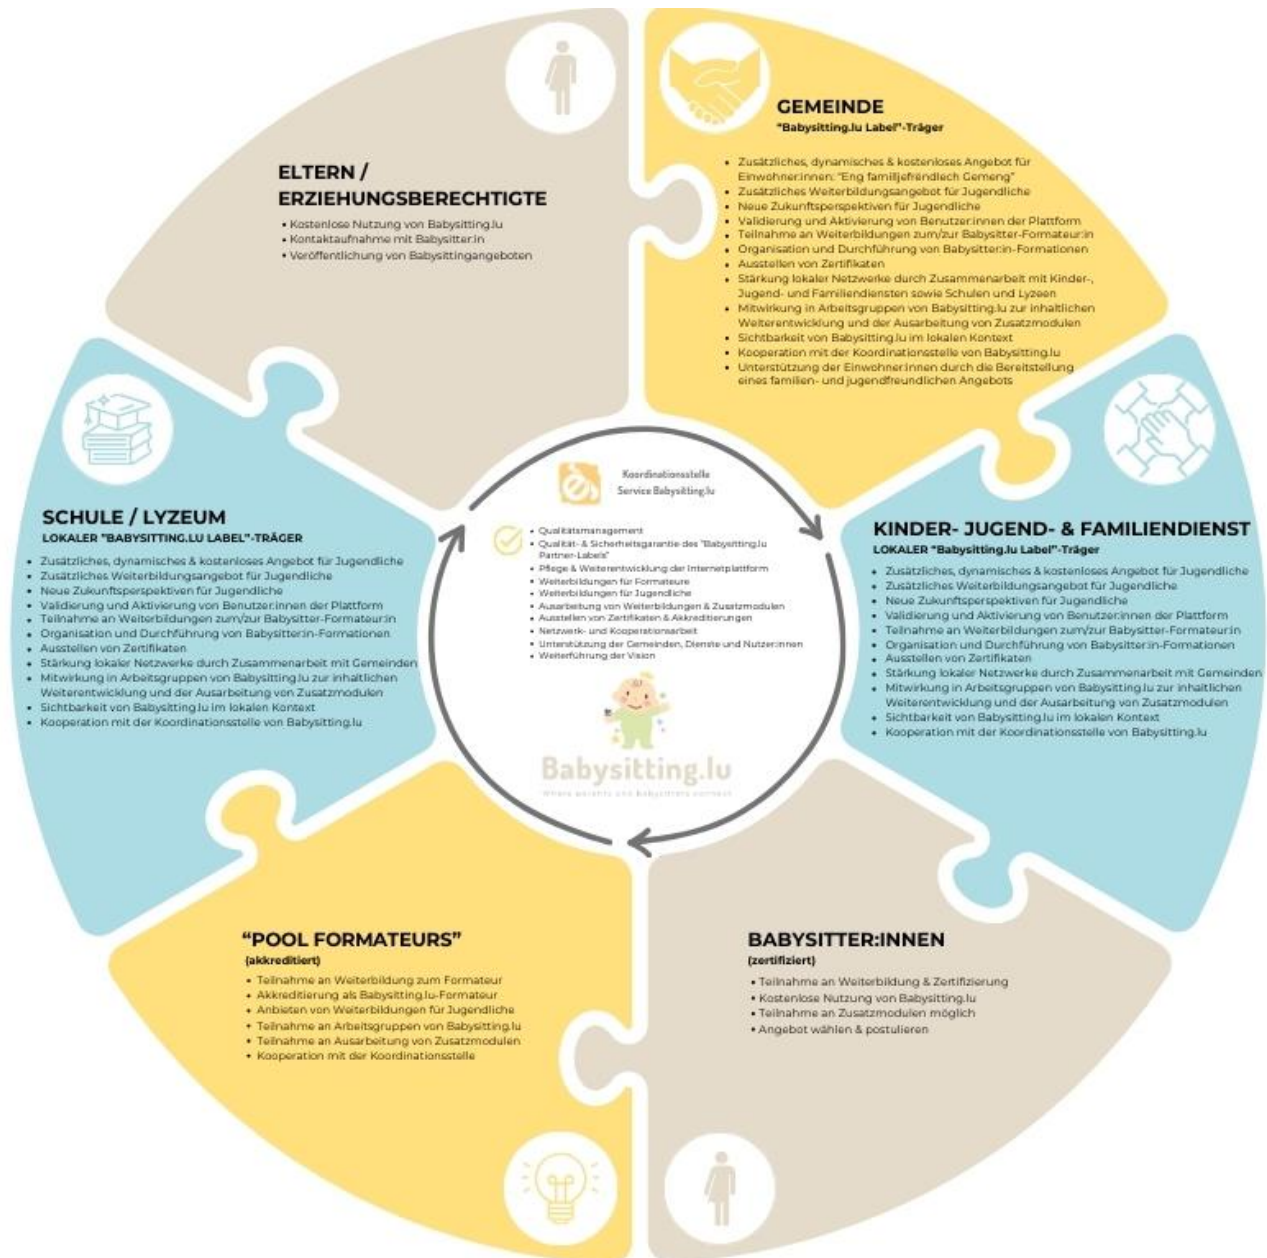 ELTERN /
ERZIEHUNGSBERECHTIGTE
• Kostenlose Nutzung von Babysitting.lu
• Kontaktaufnahme mit Babysitter:in
• Veröffentlichung von Babysittingangeboten
GEMEINDE
"Babysitting.lu Label"-Träger
• Zusätzliches, dynamisches & kostenloses Angebot für
Einwohner:innen: "Eng familljefrëndlech Gemeng"
• Zusätzliches Weiterbildungsangebot für Jugendliche
• Neue Zukunftsperspektiven für Jugendliche
• Validierung und Aktivierung von Benutzer:innen der Plattform
• Teilnahme an Weiterbildungen zum/zur Babysitter-Formateur:in
• Organisation und Durchführung von Babysitter:in-Formationen
• Ausstellen von Zertifikaten
• Stärkung lokaler Netzwerke durch Zusammenarbeit mit Kinder-,
Jugend- und Familiendiensten sowie Schulen und Lyzeen
• Mitwirkung in Arbeitsgruppen von Babysitting.lu zur inhaltlichen
Weiterentwicklung und der Ausarbeitung von Zusatzmodulen
• Sichtbarkeit von Babysitting.lu im lokalen Kontext
• Kooperation mit der Koordinationsstelle von Babysitting.lu
• Unterstützung der Einwohner:innen durch die Bereitstellung
eines familien- und jugendfreundlichen Angebots
SCHULE / LYZEUM
LOKALER "BABYSITTING.LU LABEL"-TRÄGER
• Zusätzliches, dynamisches & kostenloses Angebot für Jugendliche
• Zusätzliches Weiterbildungsangebot für Jugendliche
• Neue Zukunftsperspektiven für Jugendliche
• Validierung und Aktivierung von Benutzer:innen der Plattform
• Teilnahme an Weiterbildungen zum/zur Babysitter-Formateur:in
• Organisation und Durchführung von Babysitter:in-Formationen
• Ausstellen von Zertifikaten
• Stärkung lokaler Netzwerke durch Zusammenarbeit mit Gemeinden
• Mitwirkung in Arbeitsgruppen von Babysitting.lu zur inhaltlichen
Weiterentwicklung und der Ausarbeitung von Zusatzmodulen
• Sichtbarkeit von Babysitting.lu im lokalen Kontext
• Kooperation mit der Koordinationsstelle von Babysitting.lu
Koordinationsstelle
Service Babysitting.lu
• Qualitätsmanagement
• Qualität- & Sicherheitsgarantie des "Babysitting.lu
Partner-Labels"
• Pflege & Weiterentwicklung der Internetplattform
• Weiterbildungen für Formateure
• Weiterbildungen für Jugendliche
• Ausarbeitung von Weiterbildungen & Zusatzmodulen
• Ausstellen von Zertifikaten & Akkreditierungen
• Netzwerk- und Kooperationsarbeit
• Unterstützung der Gemeinden, Dienste und Nutzer:innen
• Weiterführung der Vision
Babysitting.lu
Where parents and babysitters connect
KINDER- JUGEND- & FAMILIENDIENST
LOKALER "Babysitting.lu Label"-Träger
• Zusätzliches, dynamisches & kostenloses Angebot für Jugendliche
• Zusätzliches Weiterbildungsangebot für Jugendliche
• Neue Zukunftsperspektiven für Jugendliche
• Validierung und Aktivierung von Benutzer:innen der Plattform
• Teilnahme an Weiterbildungen zum/zur Babysitter-Formateur:in
• Organisation und Durchführung von Babysitter:in-Formationen
• Ausstellen von Zertifikaten
• Stärkung lokaler Netzwerke durch Zusammenarbeit mit Gemeinden
• Mitwirkung in Arbeitsgruppen von Babysitting.lu zur inhaltlichen
Weiterentwicklung und der Ausarbeitung von Zusatzmodulen
• Sichtbarkeit von Babysitting.lu im lokalen Kontext
• Kooperation mit der Koordinationsstelle von Babysitting.lu
"POOL FORMATEURS"
(akkreditiert)
• Teilnahme an Weiterbildung zum Formateur
• Akkreditierung als Babysitting.lu-Formateur
• Anbieten von Weiterbildungen für Jugendliche
• Teilnahme an Arbeitsgruppen von Babysitting.lu
• Teilnahme an Ausarbeitung von Zusatzmodulen
• Kooperation mit der Koordinationsstelle
BABYSITTER:INNEN
(zertifiziert)
• Teilnahme an Weiterbildung & Zertifizierung
• Kostenlose Nutzung von Babysitting.lu
• Teilnahme an Zusatzmodulen möglich
• Angebot wählen & postulieren